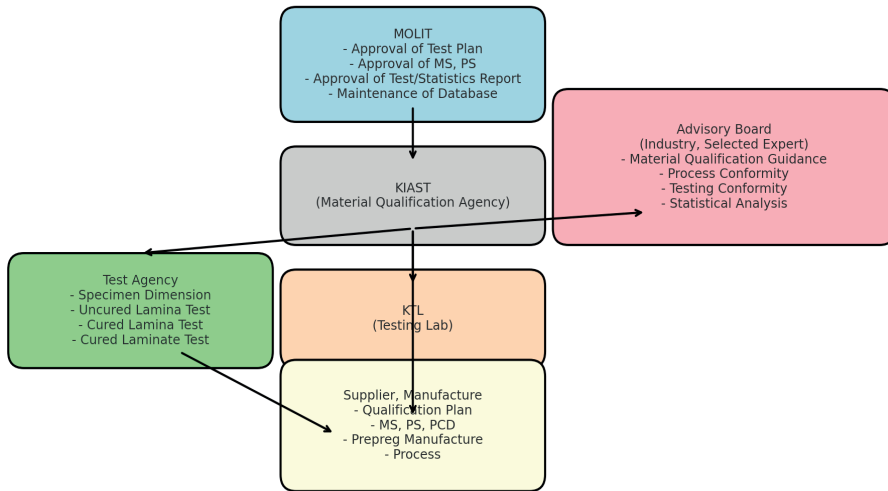 MOLIT
- Approval of Test Plan
- Approval of MS, PS
- Approval of Test/Statistics Report
- Maintenance of Database
Advisory Board
(Industry, Selected Expert)
- Material Qualification Guidance
- Process Conformity
- Testing Conformity
- Statistical Analysis
KIAST
(Material Qualification Agency)
Test Agency
- Specimen Dimension
- Uncured Lamina Test
- Cured Lamina Test
- Cured Laminate Test
KTL
(Testing Lab)
Supplier, Manufacture
- Qualification Plan
- MS, PS, PCD
- Prepreg Manufacture
- Process